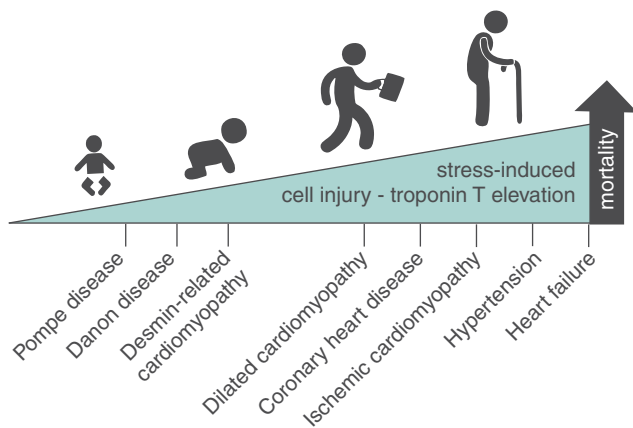 stress-induced
cell injury - troponin T elevation
mortality
Pompe disease
Danon disease
Desmin-related
cardiomyopathy
Dilated cardiomyopathy
Coronary heart disease
Ischemic cardiomyopathy
Hypertension
Heart failure